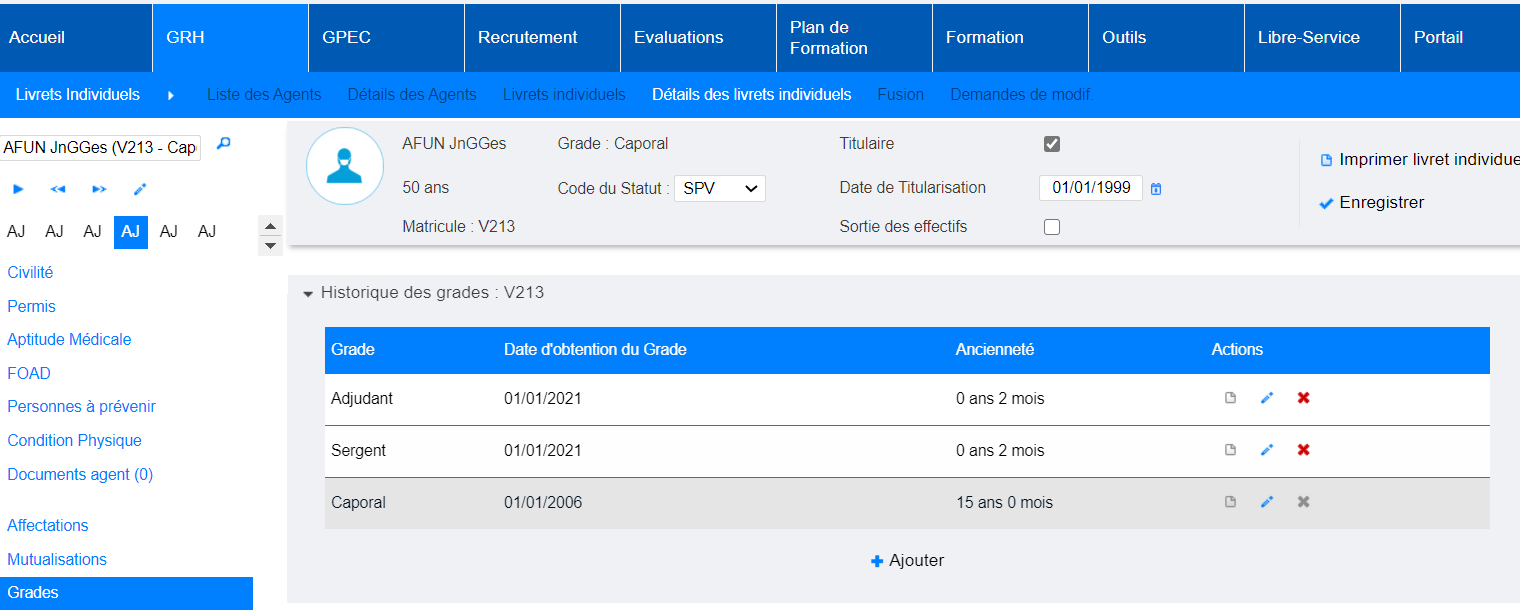 Accueil GRH GPEC Recrutement Evaluations Plan de Formation Formation Outils Libre-Service Portail
Livrets Individuels Liste des Agents Détails des Agents Livrets individuels Détails des livrets individuels Fusion Demandes de modif.
AFUN JnGGes (V213 - Cap
AJ AJ AJ AJ AJ AJ
Civilité
Permis
Aptitude Médicale
FOAD
Personnes à prévenir
Condition Physique
Documents agent (0)
Affectations
Mutualisations
Grades
AFUN JnGGes Grade : Caporal Titulaire
50 ans Code du Statut : SPV Date de Titularisation 01/01/1999
Matricule : V213 Sortie des effectifs
Imprimer livret individue
Enregistrer
Historique des grades : V213
Grade Date d'obtention du Grade Ancienneté Actions
Adjudant 01/01/2021 0 ans 2 mois
Sergent 01/01/2021 0 ans 2 mois
Caporal 01/01/2006 15 ans 0 mois
Ajouter